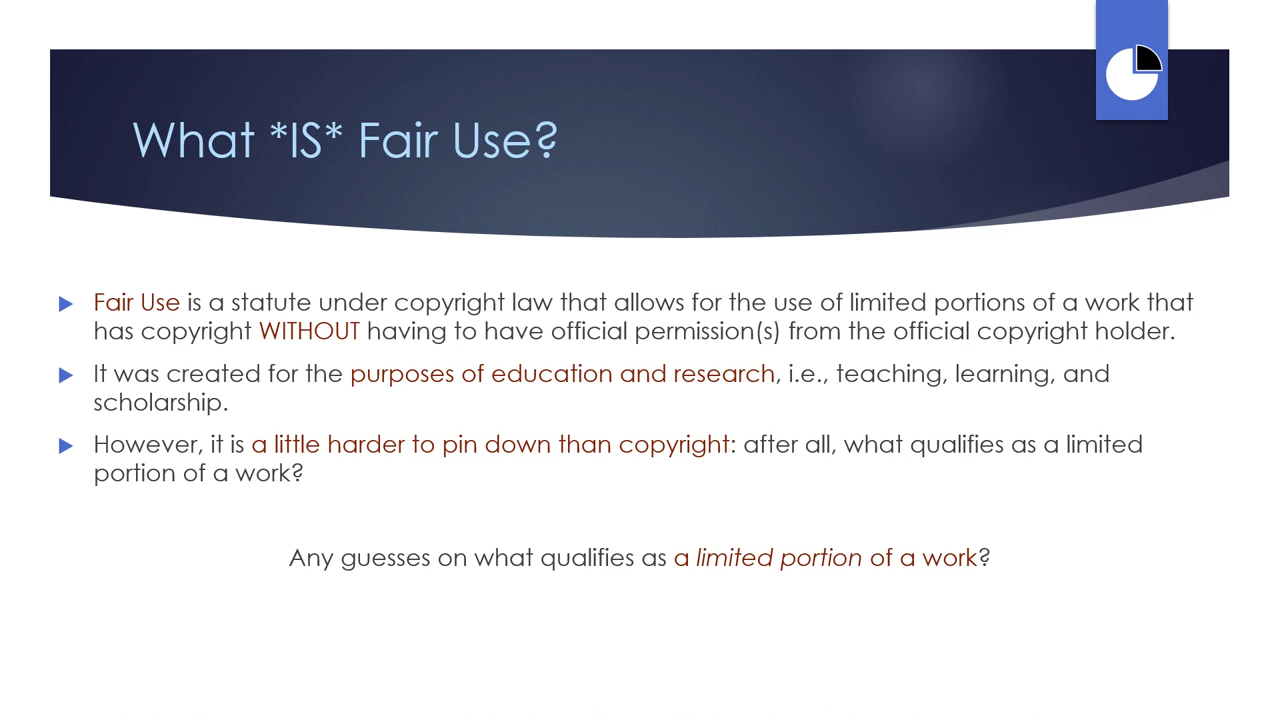 What *IS* Fair Use?
Fair Use is a statute under copyright law that allows for the use of limited portions of a work that
has copyright WITHOUT having to have official permission(s) from the official copyright holder.
It was created for the purposes of education and research, i.e., teaching, learning, and
scholarship.
However, it is a little harder to pin down than copyright: after all, what qualifies as a limited
portion of a work?
Any guesses on what qualifies as a limited portion of a work?